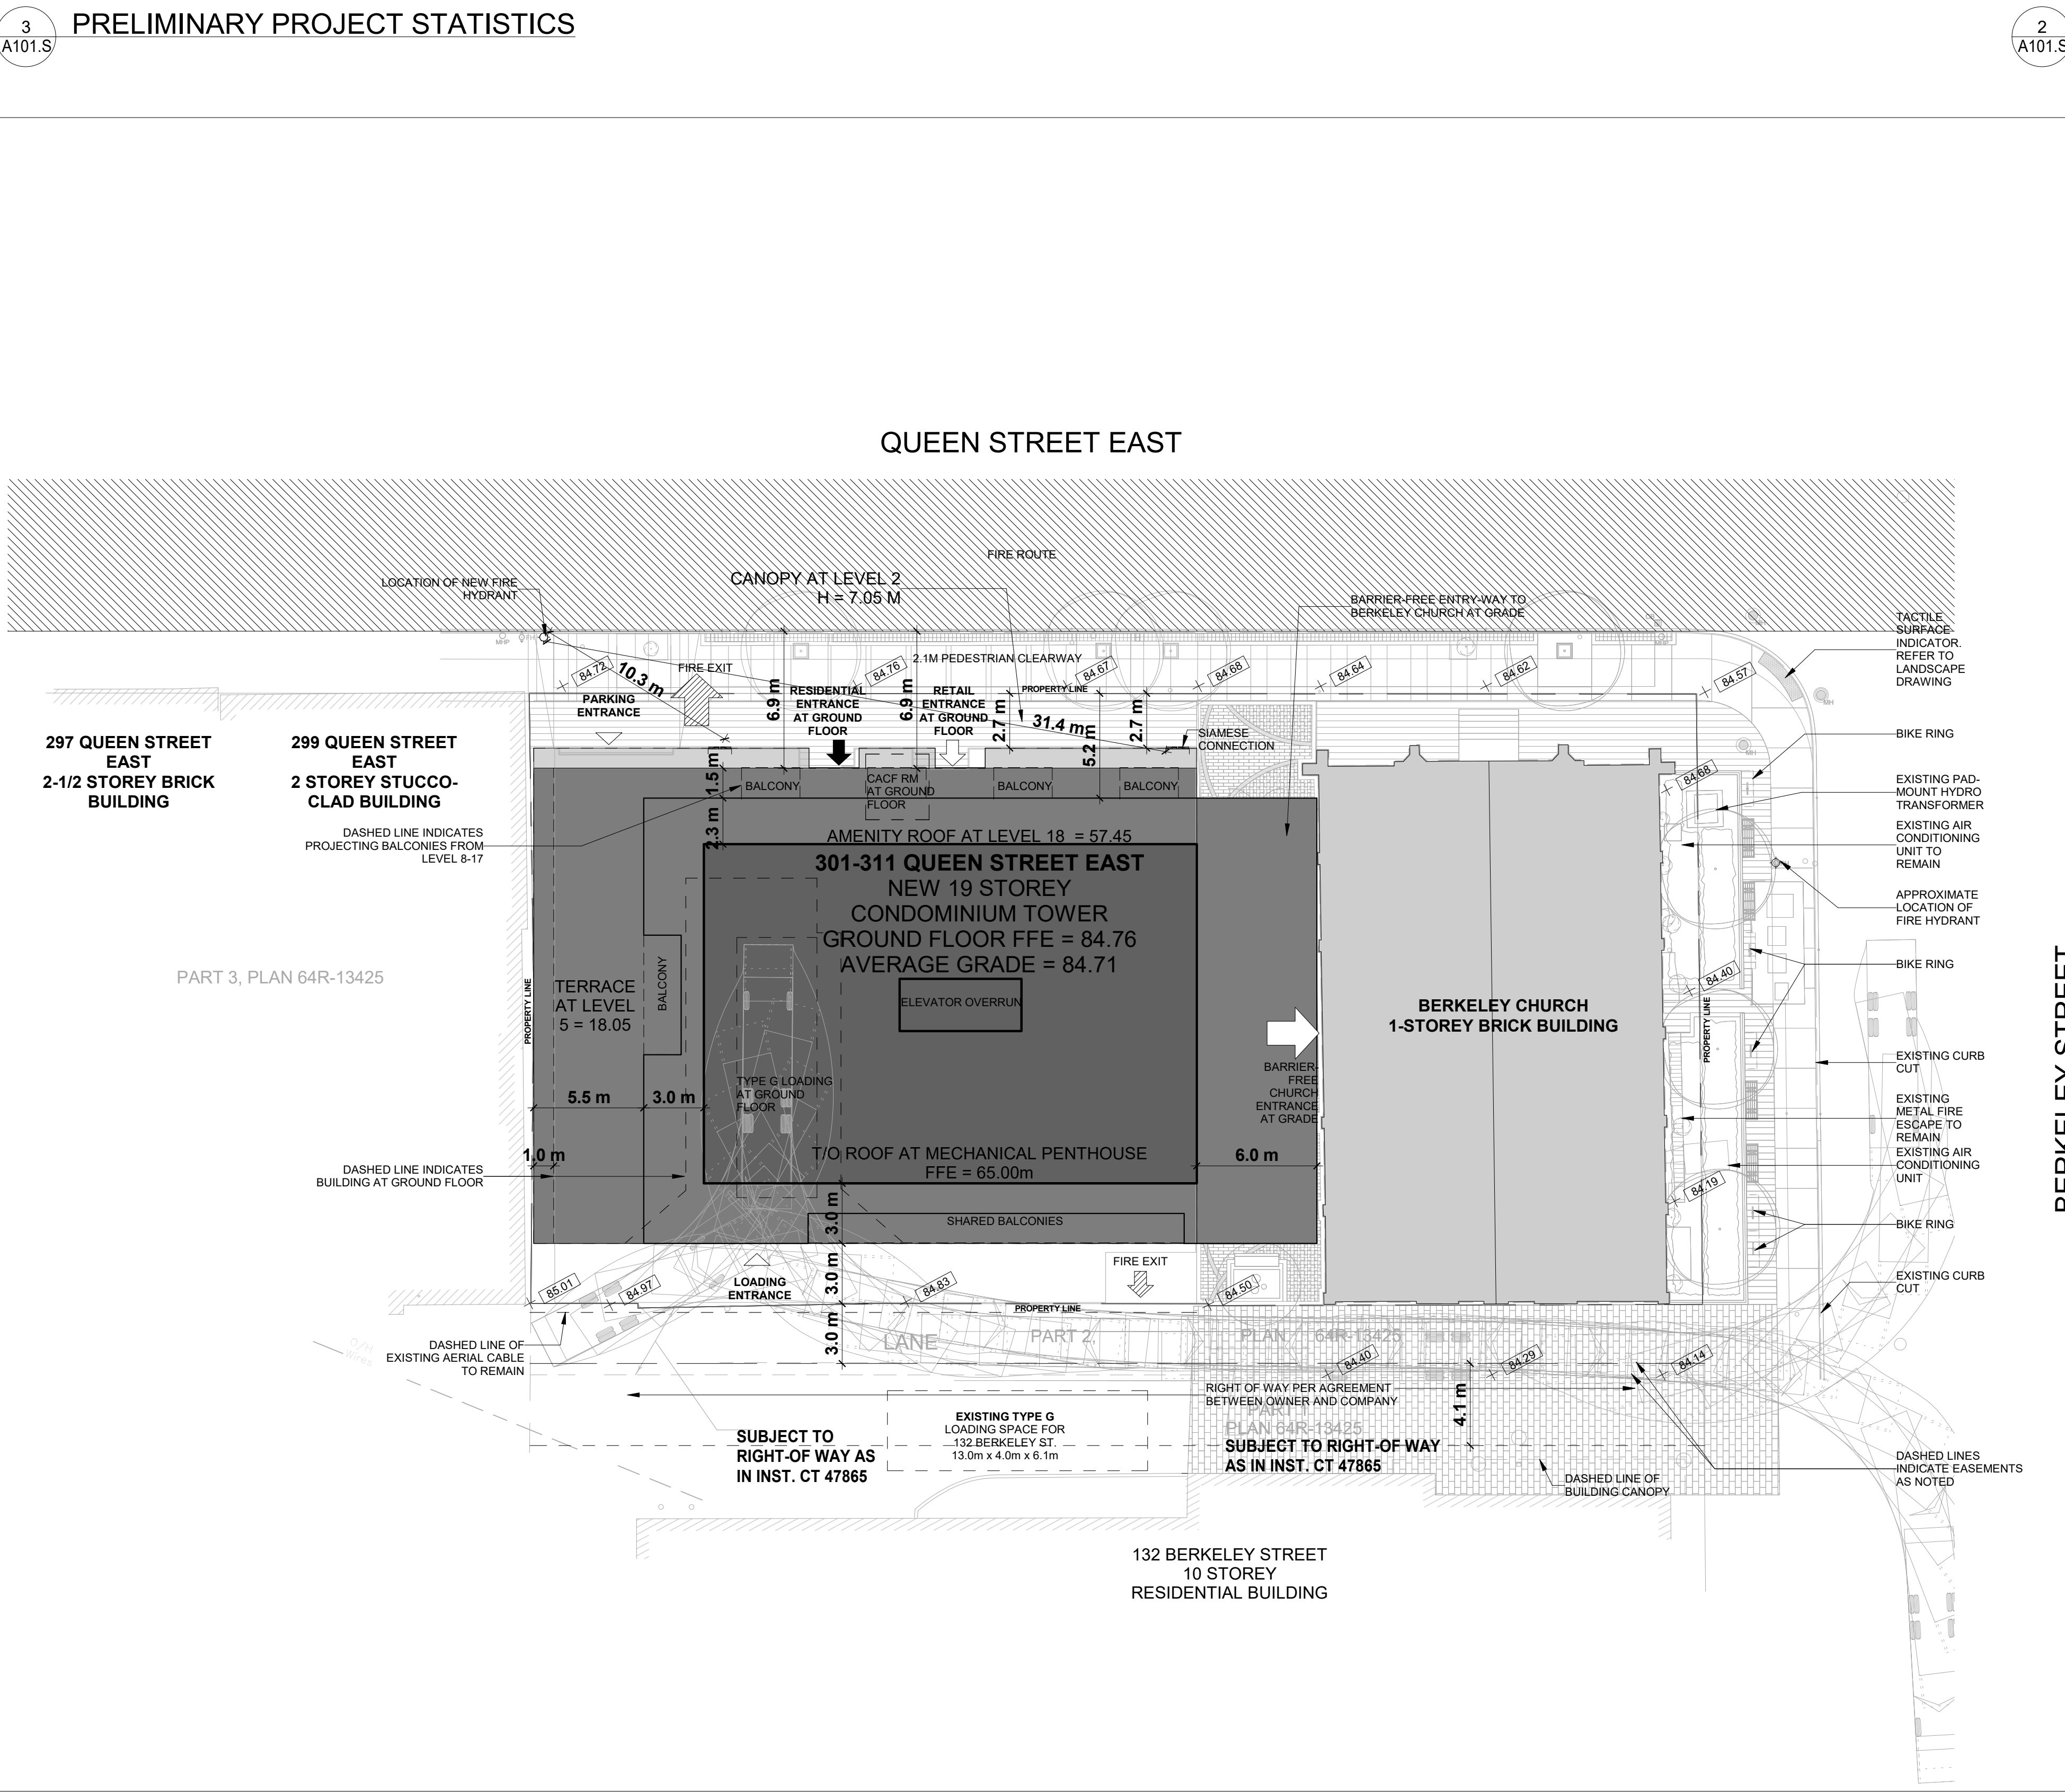 3
A101.S
PRELIMINARY PROJECT STATISTICS
2
A101.S
QUEEN STREET EAST
FIRE ROUTE
LOCATION OF NEW FIRE
HYDRANT
CANOPY AT LEVEL 2
H = 7.05 M
BARRIER-FREE ENTRY-WAY TO
BERKELEY CHURCH AT GRADE
TACTILE
SURFACE
INDICATOR.
REFER TO
LANDSCAPE
DRAWING
MHP
MH
MH
MH
84.72
10.3 m
FIRE EXIT
84.76
2.1M PEDESTRIAN CLEARWAY
84.67
84.68
84.64
84.62
84.57
PARKING
ENTRANCE
6.9 m
RESIDENTIAL
ENTRANCE
AT GROUND
FLOOR
6.9 m
RETAIL
ENTRANCE
AT GROUND
FLOOR
PROPERTY LINE
2.7 m
31.4 m
5.2 m
2.7 m
SIAMESE
CONNECTION
BIKE RING
297 QUEEN STREET
EAST
2-1/2 STOREY BRICK
BUILDING
299 QUEEN STREET
EAST
2 STOREY STUCCO-
CLAD BUILDING
1.5 m
BALCONY
CACF RM
AT GROUND
FLOOR
BALCONY
BALCONY
84.68
EXISTING PAD-
MOUNT HYDRO
TRANSFORMER
DASHED LINE INDICATES
PROJECTING BALCONIES FROM
LEVEL 8-17
2.3 m
AMENITY ROOF AT LEVEL 18 = 57.45
301-311 QUEEN STREET EAST
NEW 19 STOREY
CONDOMINIUM TOWER
GROUND FLOOR FFE = 84.76
AVERAGE GRADE = 84.71
EXISTING AIR
CONDITIONING
UNIT TO
REMAIN
APPROXIMATE
LOCATION OF
FIRE HYDRANT
BIKE RING
PART 3, PLAN 64R-13425
PROPERTY LINE
TERRACE
AT LEVEL
5 = 18.05
BALCONY
ELEVATOR OVERRUN
BERKELEY CHURCH
1-STOREY BRICK BUILDING
84.40
PROPERTY LINE
BERKELEY STREET
BARRIER-
FREE
CHURCH
ENTRANCE
AT GRADE
EXISTING CURB
CUT
TYPE G LOADING
AT GROUND
FLOOR
5.5 m
3.0 m
EXISTING
METAL FIRE
ESCAPE TO
REMAIN
EXISTING AIR
CONDITIONING
UNIT
1.0 m
T/O ROOF AT MECHANICAL PENTHOUSE
FFE = 65.00m
6.0 m
DASHED LINE INDICATES
BUILDING AT GROUND FLOOR
84.19
3.0 m
SHARED BALCONIES
BIKE RING
LOADING
ENTRANCE
3.0 m
FIRE EXIT
EXISTING CURB
CUT
85.01
84.97
84.83
84.50
PROPERTY LINE
LANE
PART 2,
PLAN 64R-13425
3.0 m
O/H
Wires
DASHED LINE OF
EXISTING AERIAL CABLE
TO REMAIN
84.40
84.29
84.14
RIGHT OF WAY PER AGREEMENT
BETWEEN OWNER AND COMPANY
PART 1
PLAN 64R-13425
4.1 m
EXISTING TYPE G
LOADING SPACE FOR
132 BERKELEY ST.
13.0m x 4.0m x 6.1m
SUBJECT TO
RIGHT-OF WAY AS
IN INST. CT 47865
SUBJECT TO RIGHT-OF WAY
AS IN INST. CT 47865
DASHED LINE OF
BUILDING CANOPY
DASHED LINES
INDICATE EASEMENTS
AS NOTED
132 BERKELEY STREET
10 STOREY
RESIDENTIAL BUILDING